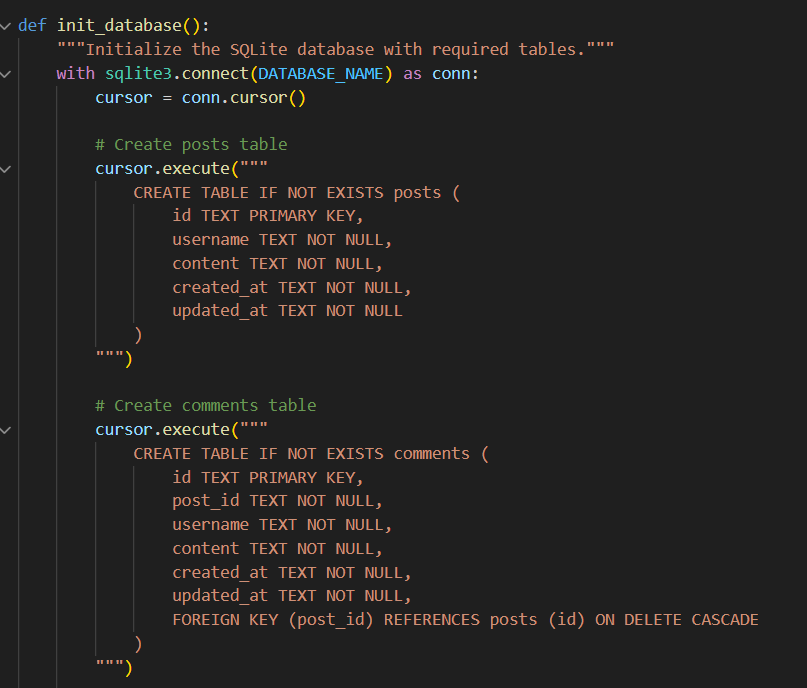 def init_database():
    """Initialize the SQLite database with required tables."""
    with sqlite3.connect(DATABASE_NAME) as conn:
        cursor = conn.cursor()

        # Create posts table
        cursor.execute("""
            CREATE TABLE IF NOT EXISTS posts (
                id TEXT PRIMARY KEY,
                username TEXT NOT NULL,
                content TEXT NOT NULL,
                created_at TEXT NOT NULL,
                updated_at TEXT NOT NULL
            )
        """)

        # Create comments table
        cursor.execute("""
            CREATE TABLE IF NOT EXISTS comments (
                id TEXT PRIMARY KEY,
                post_id TEXT NOT NULL,
                username TEXT NOT NULL,
                content TEXT NOT NULL,
                created_at TEXT NOT NULL,
                updated_at TEXT NOT NULL,
                FOREIGN KEY (post_id) REFERENCES posts (id) ON DELETE CASCADE
            )
        """)